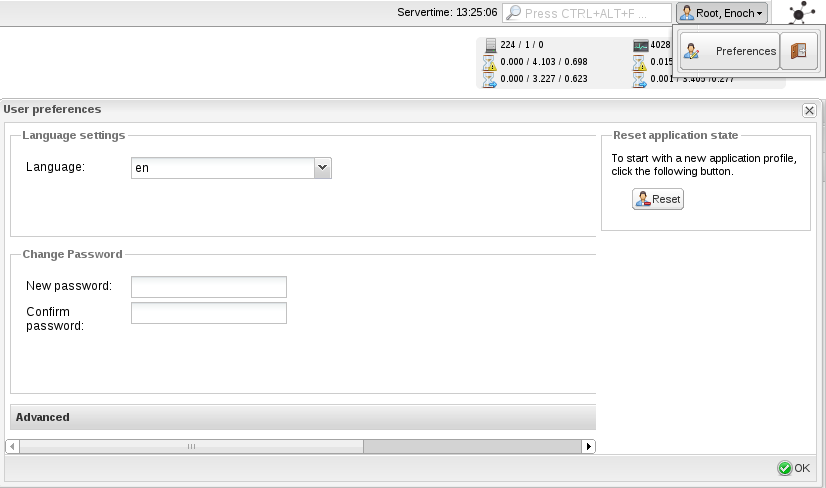 Servertime: 13:25:06
Press CTRL+ALT+F ...
Root, Enoch
Preferences
224 / 1 / 0
4028
0.000 / 4.103 / 0.698
0.015
0.000 / 3.227 / 0.623
0.001 / 3.405 /0.277
User preferences
Language settings
Language:
en
Reset application state
To start with a new application profile,
click the following button.
Reset
Change Password
New password:
Confirm
password:
Advanced
OK